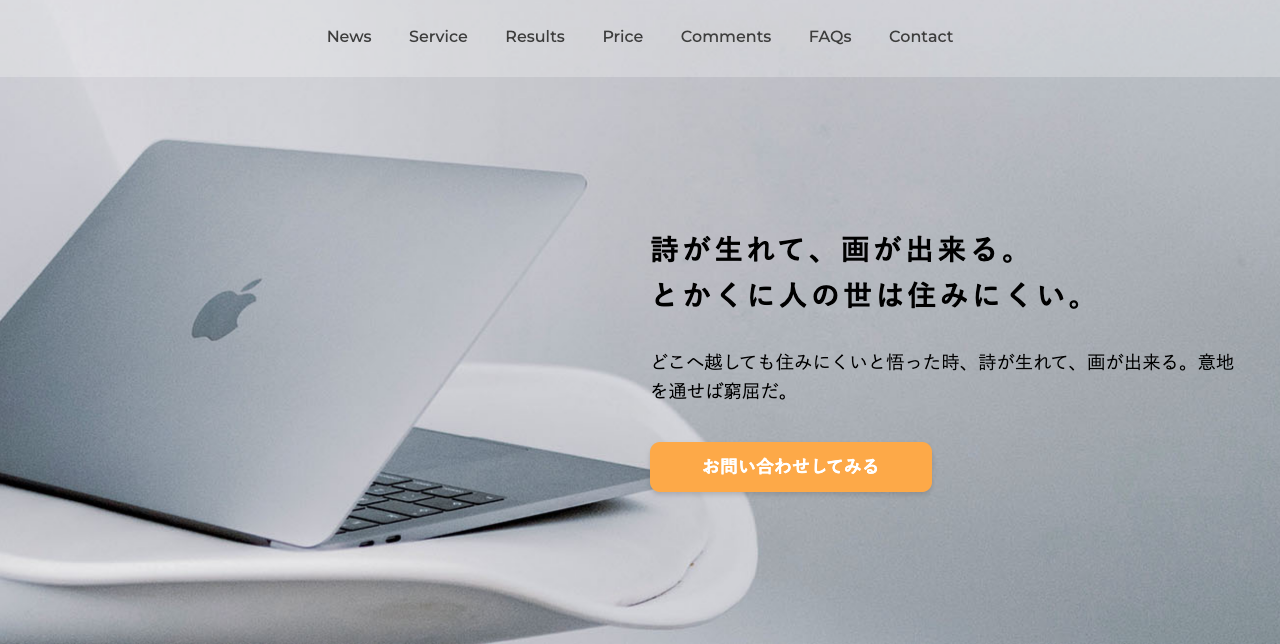 News Service Results Price Comments FAQs Contact
詩が生れて、画が出来る。
とかくに人の世は住みにくい。
どこへ越しても住みにくいと悟った時、詩が生れて、画が出来る。意地
を通せば窮屈だ。
お問い合わせしてみる